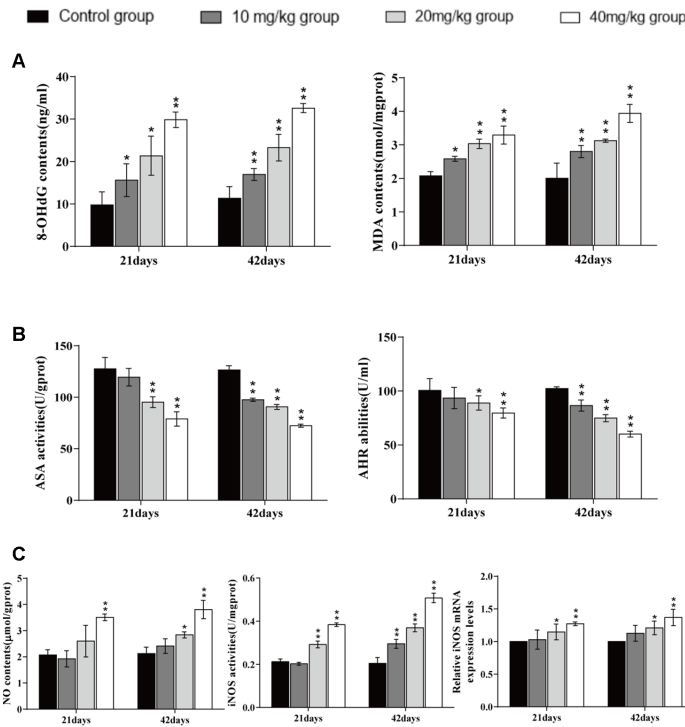 Control group 10 mg/kg group 20mg/kg group 40mg/kg group
A
8-OHdG contents(ng/ml)
40
30
20
10
0
* * ** ** ** **
21days 42days
MDA contents(nmol/mgprot)
5
4
3
2
1
0
* ** ** ** ** **
21days 42days
B
ASA activities(U/gprot)
150
100
50
0
** ** ** ** **
21days 42days
AHR abilities(U/ml)
150
100
50
0
* ** ** ** **
21days 42days
C
NO contents(μmol/gprot)
5
4
3
2
1
0
** * **
21days 42days
iNOS activities(U/mgprot)
0.6
0.4
0.2
0.0
** ** ** ** **
21days 42days
Relative iNOS mRNA
expression levels
2.0
1.5
1.0
0.5
0.0
* ** * **
21days 42days